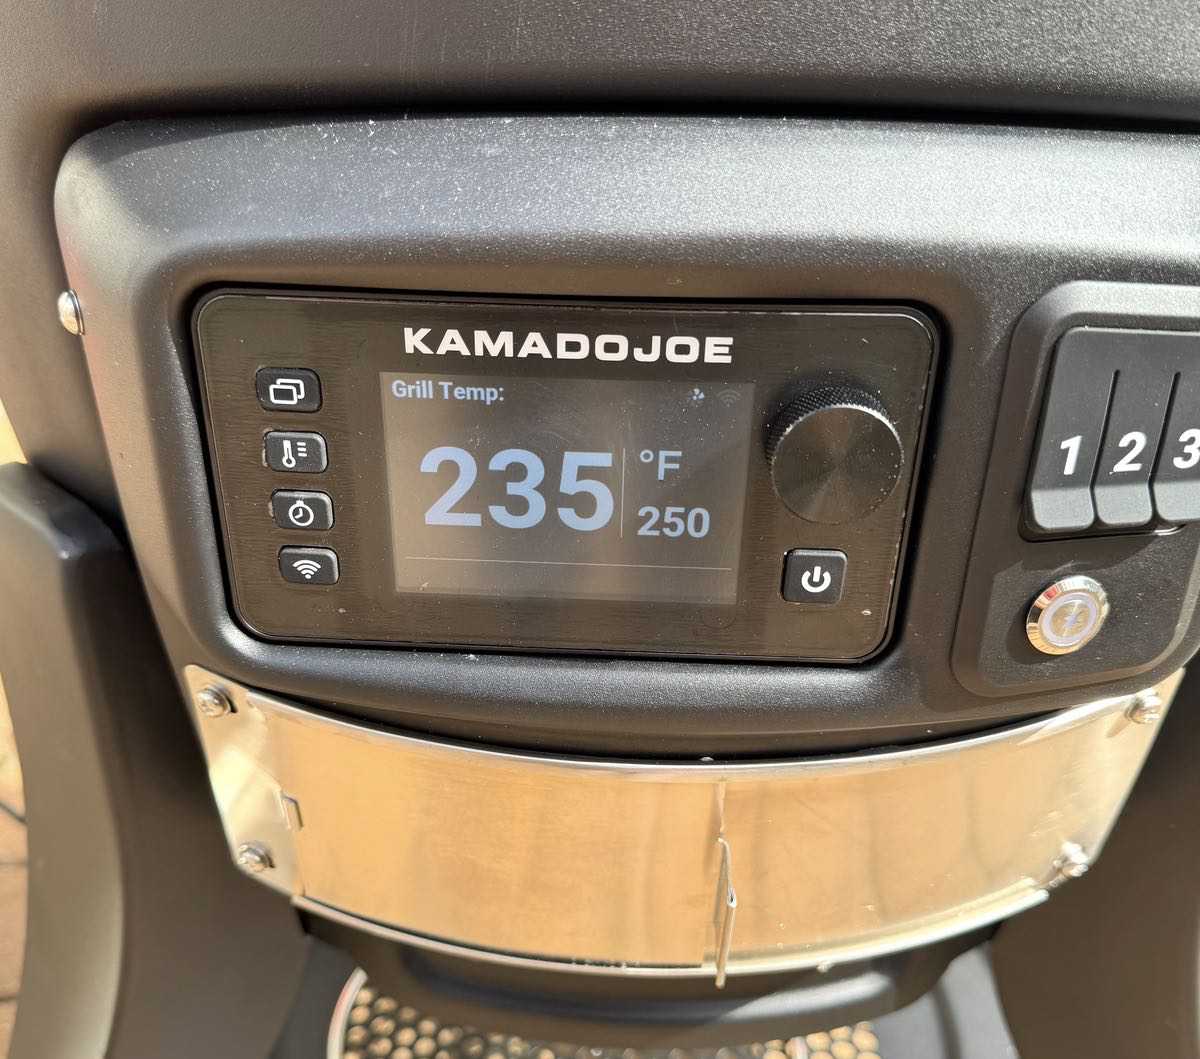 KAMADOJOE
Grill Temp:
235 °F
250
1 2 3